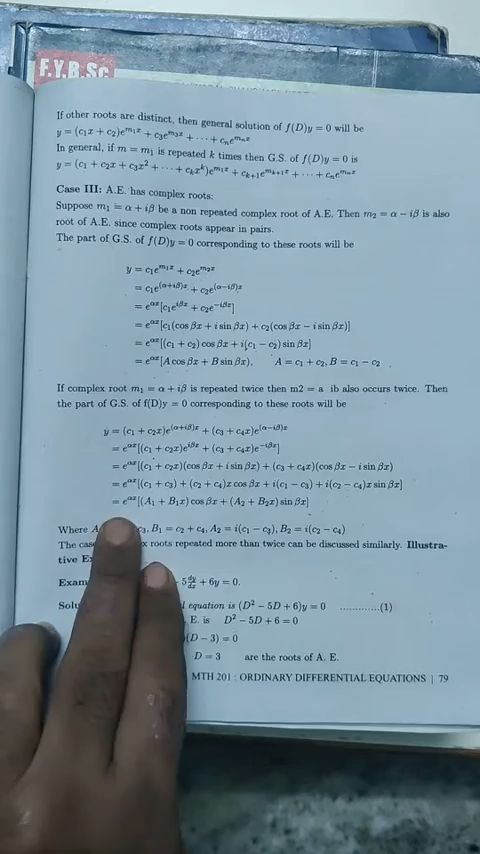 F.Y.B.Sc
If other roots are distinct, then general solution of f(D)y = 0 will be
y = (c₁x + c₂)e^{m₁x} + c₃e^{m₃x} + ⋯ + cₙe^{mₙx}
In general, if m = m₁ is repeated k times then G.S. of f(D)y = 0 is
y = (c₁ + c₂x + c₃x² + ⋯ + cₖxᵏ)e^{m₁x} + cₖ₊₁e^{mₖ₊₁x} + ⋯ + cₙe^{mₙx}
Case III: A.E. has complex roots:
Suppose m₁ = α + iβ be a non repeated complex root of A.E. Then m₂ = α − iβ is also
root of A.E. since complex roots appear in pairs.
The part of G.S. of f(D)y = 0 corresponding to these roots will be
y = c₁e^{m₁x} + c₂e^{m₂x}
= c₁e^{(α+iβ)x} + c₂e^{(α−iβ)x}
= e^{αx}[c₁e^{iβx} + c₂e^{−iβx}]
= e^{αx}[c₁(cos βx + i sin βx) + c₂(cos βx − i sin βx)]
= e^{αx}[(c₁ + c₂) cos βx + i(c₁ − c₂) sin βx]
= e^{αx}[A cos βx + B sin βx), A = c₁ + c₂, B = c₁ − c₂
If complex root m₁ = α + iβ is repeated twice then m2 = a ib also occurs twice. Then
the part of G.S. of f(D)y = 0 corresponding to these roots will be
y = (c₁ + c₂x)e^{(α+iβ)x} + (c₃ + c₄x)e^{(α−iβ)x}
= e^{αx}[(c₁ + c₂x)e^{iβx} + (c₃ + c₄x)e^{−iβx}]
= e^{αx}[(c₁ + c₂x)(cos βx + i sin βx) + (c₃ + c₄x)(cos βx − i sin βx)
= e^{αx}[(c₁ + c₃) + (c₂ + c₄)x cos βx + i(c₁ − c₃) + i(c₂ − c₄)x sin βx]
= e^{αx}[(A₁ + B₁x) cos βx + (A₂ + B₂x) sin βx]
Where A c₃, B₁ = c₂ + c₄, A₂ = i(c₁ − c₃), B₂ = i(c₂ − c₄)
The cas x roots repeated more than twice can be discussed similarly. Illustra-
tive E
Exam 5 dy/dx + 6y = 0.
Solu l equation is (D² − 5D + 6)y = 0 .............(1)
E. is D² − 5D + 6 = 0
(D − 3) = 0
D = 3 are the roots of A. E.
MTH 201 : ORDINARY DIFFERENTIAL EQUATIONS | 79